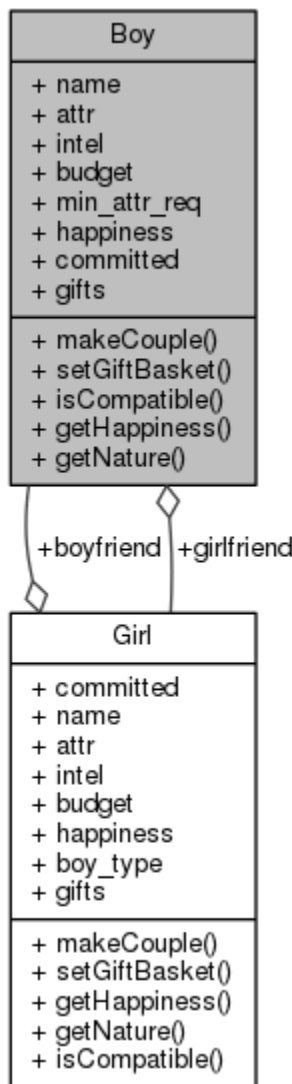 Boy
+ name
+ attr
+ intel
+ budget
+ min_attr_req
+ happiness
+ committed
+ gifts
+ makeCouple()
+ setGiftBasket()
+ isCompatible()
+ getHappiness()
+ getNature()
+boyfriend +girlfriend
Girl
+ committed
+ name
+ attr
+ intel
+ budget
+ happiness
+ boy_type
+ gifts
+ makeCouple()
+ setGiftBasket()
+ getHappiness()
+ getNature()
+ isCompatible()